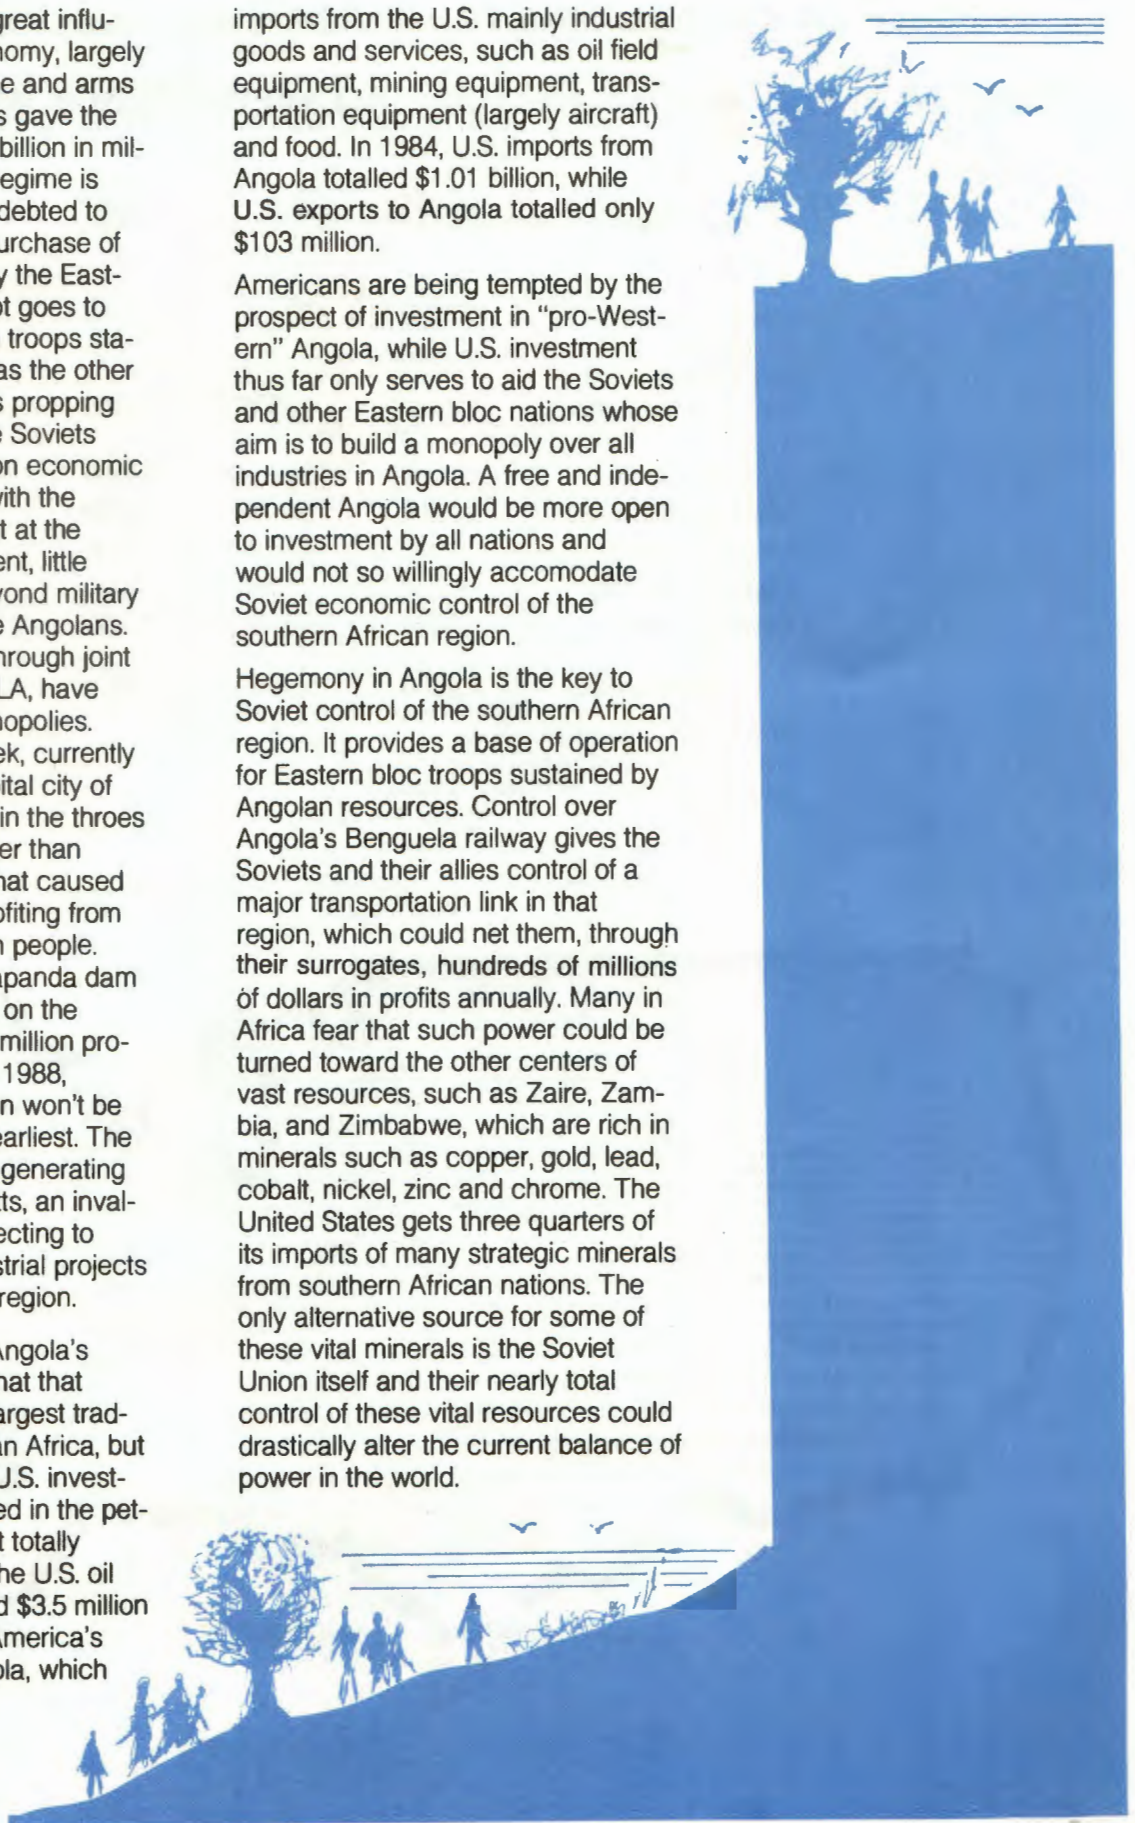 great influ-
nomy, largely
e and arms
s gave the
billion in mil-
egime is
debted to
urchase of
y the East-
ot goes to
troops sta-
as the other
s propping
e Soviets
on economic
with the
t at the
ent, little
yond military
e Angolans.
hrough joint
LA, have
nopolies.
ek, currently
pital city of
in the throes
er than
hat caused
ofiting from
n people.
apanda dam
on the
million pro-
1988,
n won't be
earliest. The
generating
ts, an inval-
ecting to
strial projects
region.
Angola's
hat that
argest trad-
an Africa, but
U.S. invest-
ed in the pet-
t totally
he U.S. oil
d $3.5 million
America's
ola, which
imports from the U.S. mainly industrial
goods and services, such as oil field
equipment, mining equipment, trans-
portation equipment (largely aircraft)
and food. In 1984, U.S. imports from
Angola totalled $1.01 billion, while
U.S. exports to Angola totalled only
$103 million.
Americans are being tempted by the
prospect of investment in "pro-West-
ern" Angola, while U.S. investment
thus far only serves to aid the Soviets
and other Eastern bloc nations whose
aim is to build a monopoly over all
industries in Angola. A free and inde-
pendent Angola would be more open
to investment by all nations and
would not so willingly accomodate
Soviet economic control of the
southern African region.
Hegemony in Angola is the key to
Soviet control of the southern African
region. It provides a base of operation
for Eastern bloc troops sustained by
Angolan resources. Control over
Angola's Benguela railway gives the
Soviets and their allies control of a
major transportation link in that
region, which could net them, through
their surrogates, hundreds of millions
of dollars in profits annually. Many in
Africa fear that such power could be
turned toward the other centers of
vast resources, such as Zaire, Zam-
bia, and Zimbabwe, which are rich in
minerals such as copper, gold, lead,
cobalt, nickel, zinc and chrome. The
United States gets three quarters of
its imports of many strategic minerals
from southern African nations. The
only alternative source for some of
these vital minerals is the Soviet
Union itself and their nearly total
control of these vital resources could
drastically alter the current balance of
power in the world.